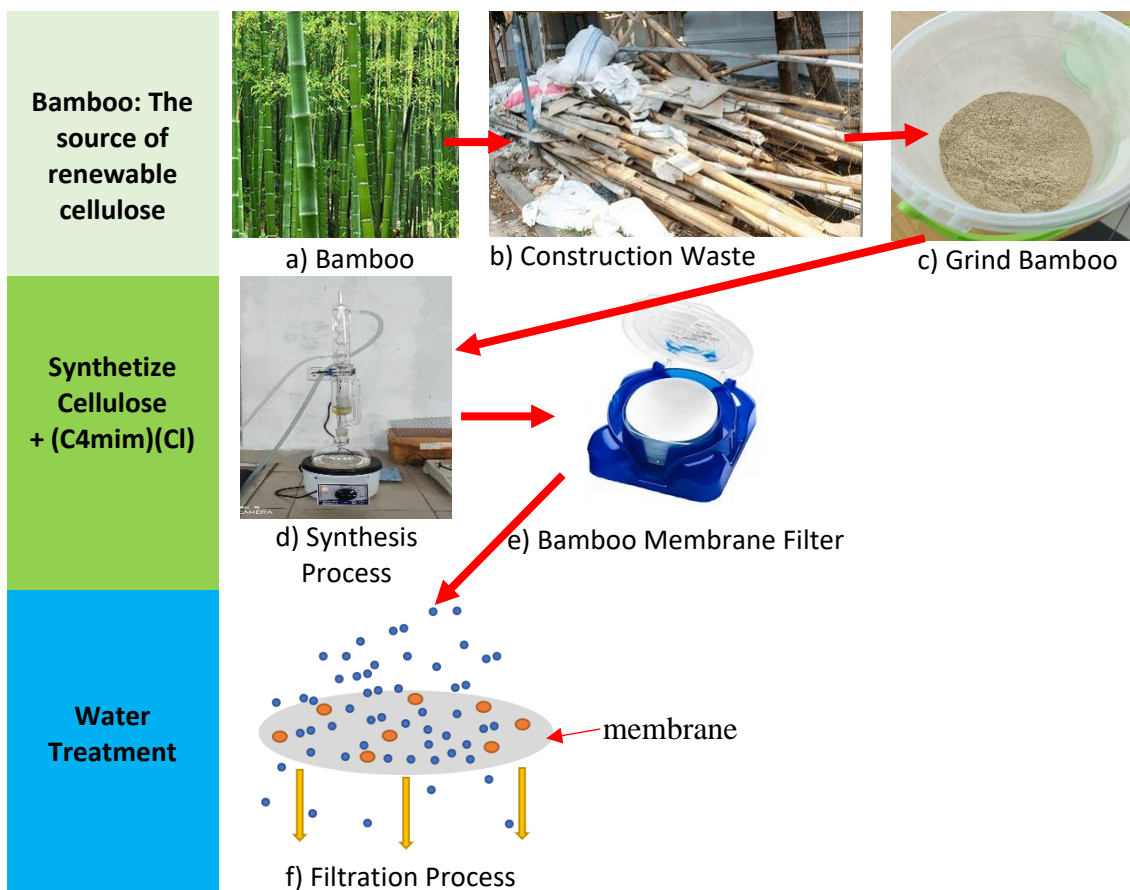 Bamboo: The
source of
renewable
cellulose
a) Bamboo
b) Construction Waste
c) Grind Bamboo
Synthetize
Cellulose
+ (C4mim)(Cl)
CAMERA
d) Synthesis
Process
e) Bamboo Membrane Filter
Water
Treatment
membrane
f) Filtration Process